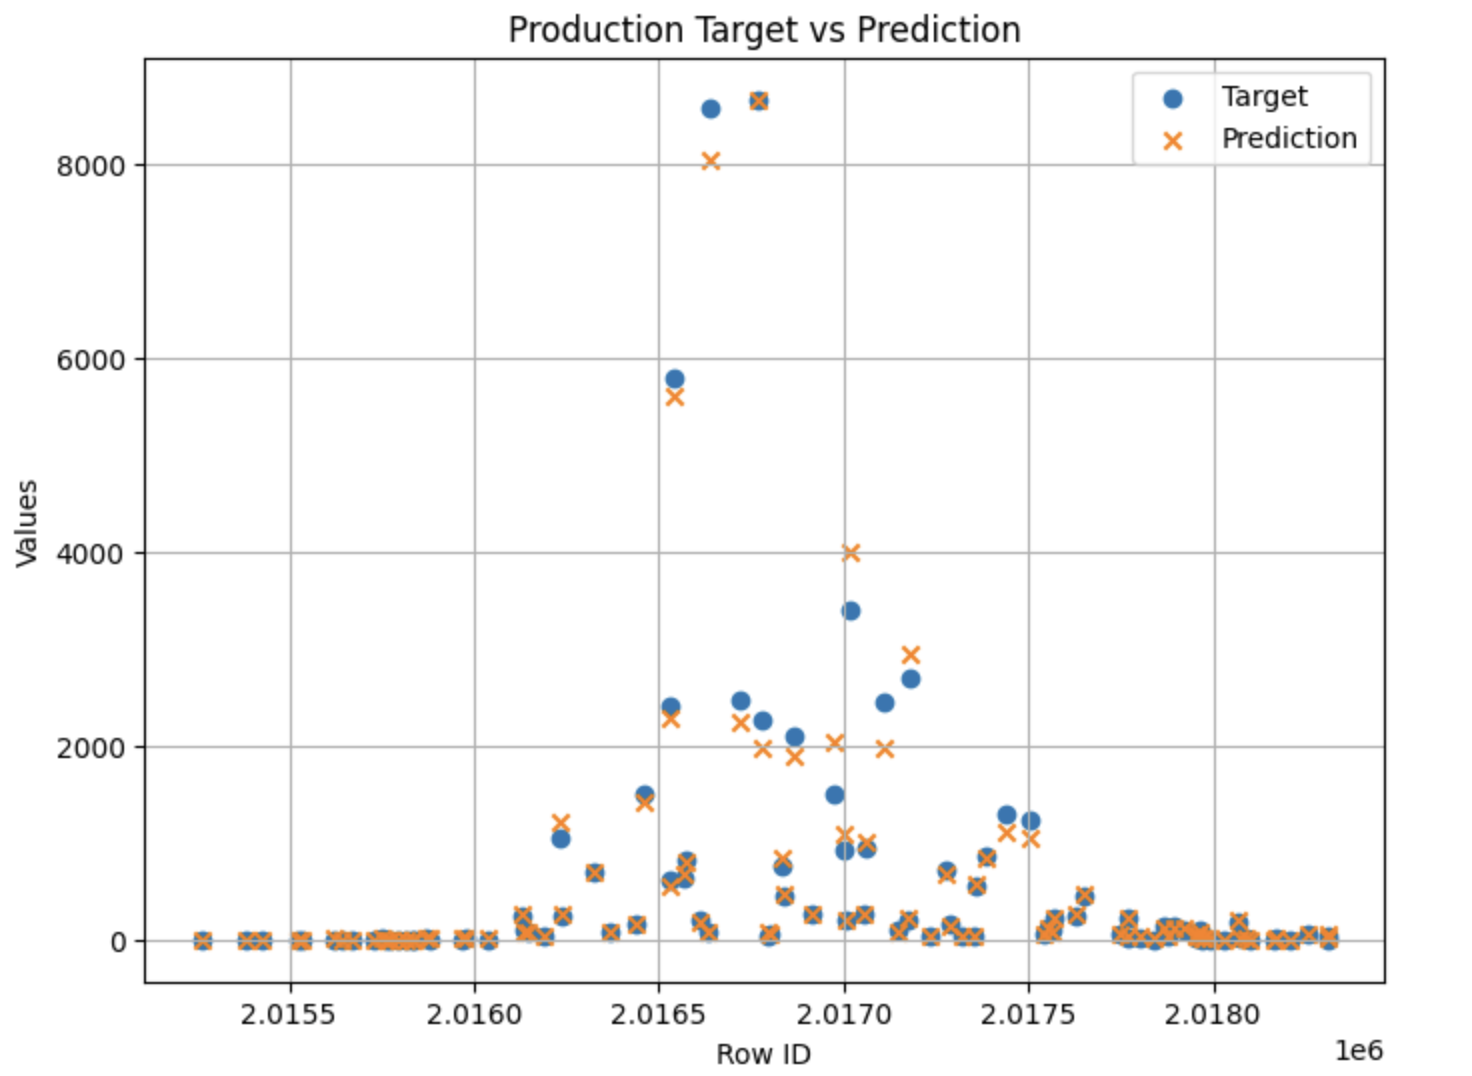 Production Target vs Prediction
Target
Prediction
8000
6000
4000
2000
0
Values
2.0155 2.0160 2.0165 2.0170 2.0175 2.0180
Row ID
1e6